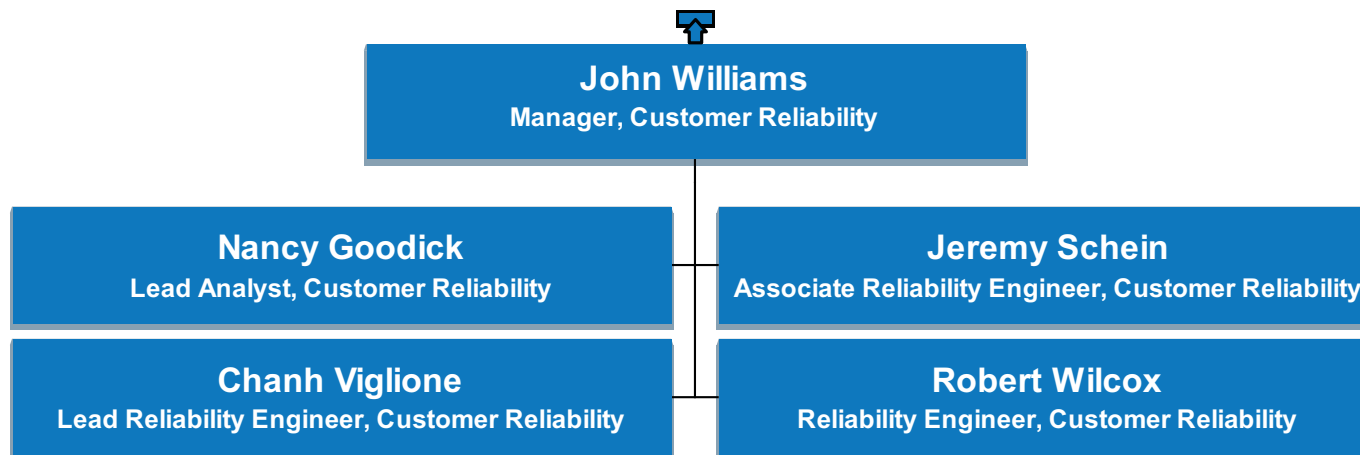 John Williams
Manager, Customer Reliability
Nancy Goodick
Lead Analyst, Customer Reliability
Jeremy Schein
Associate Reliability Engineer, Customer Reliability
Chanh Viglione
Lead Reliability Engineer, Customer Reliability
Robert Wilcox
Reliability Engineer, Customer Reliability